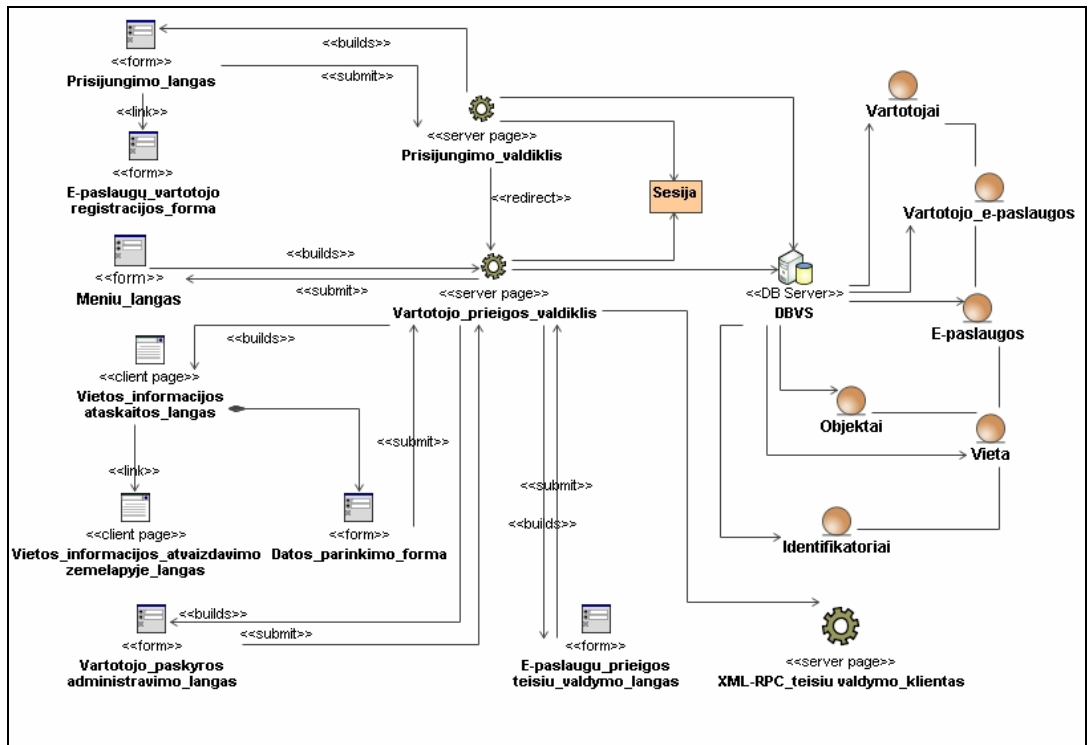 <<builds>>
<<form>>
Prisijungimo_langas
<<submit>>
<<link>>
<<form>>
E-paslaugų_vartotojo
registracijos_forma
<<server page>>
Prisijungimo_valdiklis
<<redirect>>
Sesija
Vartotojai
Vartotojo_e-paslaugos
<<builds>>
<<form>>
Meniu_langas
<<submit>>
<<server page>>
Vartotojo_prieigos_valdiklis
<<DB Server>>
DBVS
E-paslaugos
<<builds>>
<<client page>>
Vietos_informacijos
ataskaitos_langas
<<submit>>
Objektai
Vieta
<<link>>
<<client page>>
Vietos_informacijos_atvaizdavimo
zemelapyje_langas
<<form>>
Datos_parinkimo_forma
<<submit>>
<<builds>>
Identifikatoriai
<<builds>>
<<form>>
<<submit>>
Vartotojo_paskyros
administravimo_langas
<<form>>
E-paslaugu_prieigos
teisiu_valdymo_langas
<<server page>>
XML-RPC_teisiu valdymo_klientas